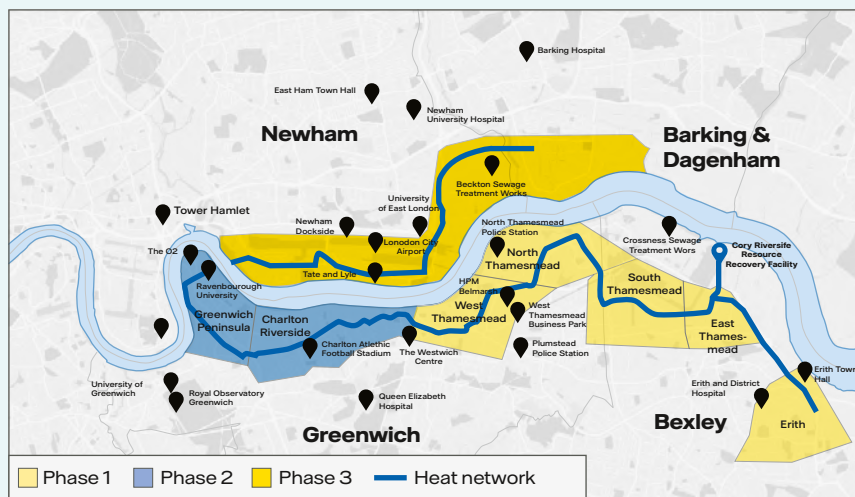 Barking Hospital
East Ham Town Hall
Newham
University Hospital
Newham
Barking &
Dagenham
Beckton Sewage
Treatment Works
University
of East London
Tower Hamlet
Newham
Dockside
Lonodon City
Airport
North Thamesmead
Police Station
Crossness Sewage
Treatment Wors
Cory Riversife
Resource
Recovery Facility
The O2
Tate and Lyle
North
Thamesmead
Ravenbourough
University
HPM
Belmarsh
South
Thamesmead
Greenwich
Peninsula
Charlton
Riverside
West
Thamesmead
West
Thamesmead
Business Park
East
Thames-
mead
Charlton Atlethic
Football Stadium
The Westwich
Centre
Plumstead
Police Station
Erith Town
Hall
University of
Greenwich
Royal Observatory
Greenwich
Queen Elizabeth
Hospital
Erith and District
Hospital
Greenwich
Bexley
Erith
Phase 1
Phase 2
Phase 3
Heat network